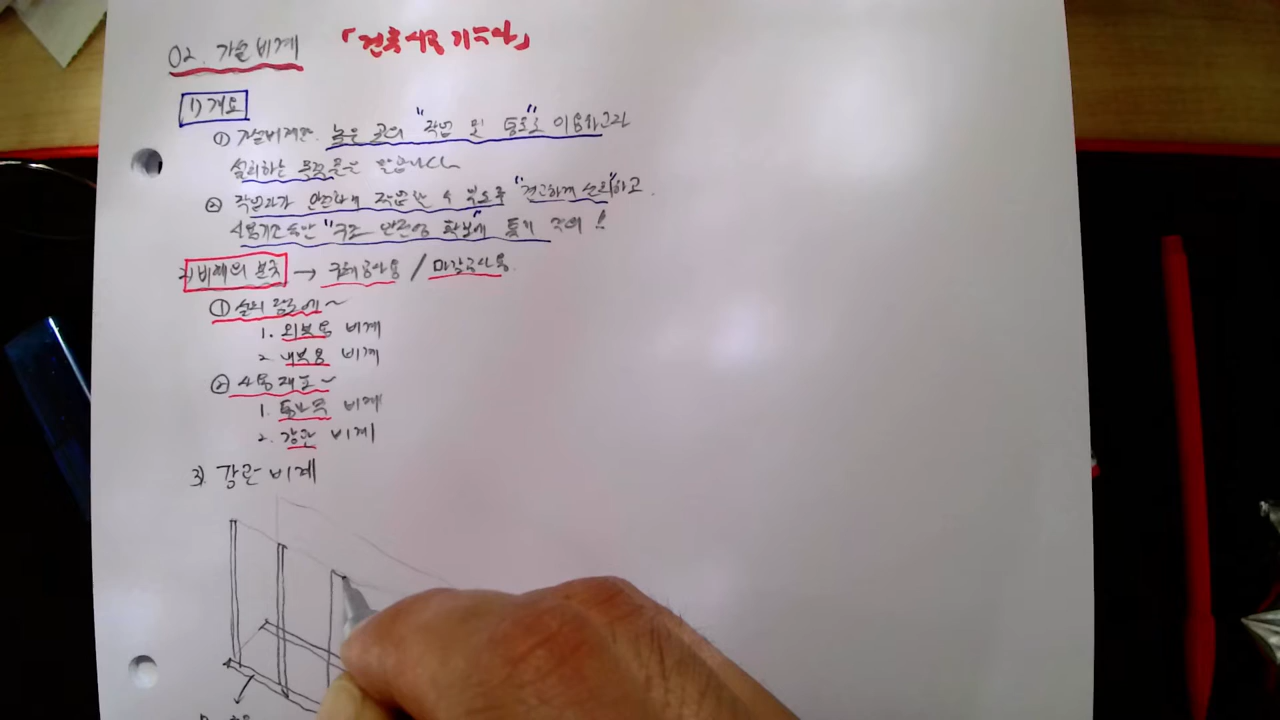 02. 가설비계 「건축시공기술사」
1) 개요
① 가설비계는 높은 곳의 "작업 및 통로로" 이용하고자
설치하는 목적물을 말합니다
② 작업자가 안전하게 작업할 수 있도록 "견고하게 설치"하고
사용기간동안 "구조 안전성 확보"에 특히 주의!!
2) 비계의 분류 → 구체공사용 / 마감공사용
① 설치 장소에~
1. 외부용 비계
2. 내부용 비계
② 사용 재료~
1. 통나무 비계
2. 강관 비계
3) 강관 비계